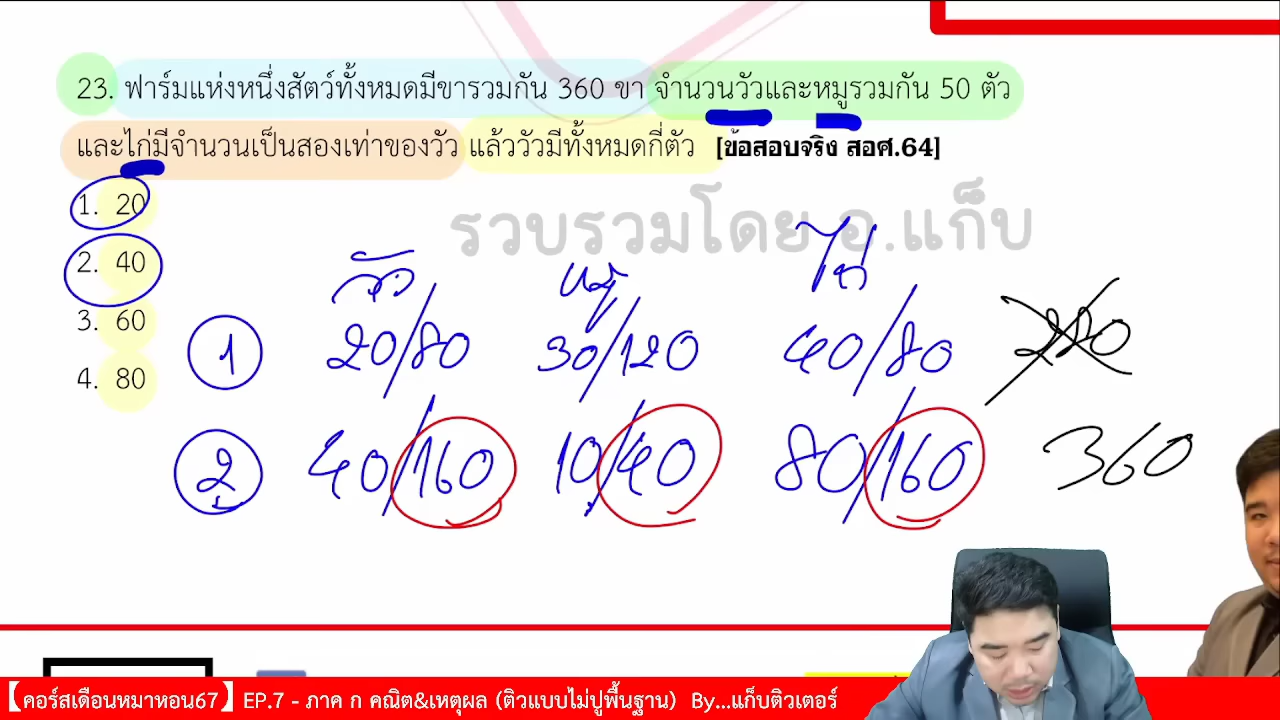 23. ฟาร์มแห่งหนึ่งสัตว์ทั้งหมดมีขารวมกัน 360 ขา จำนวนวัวและหมูรวมกัน 50 ตัว
และไก่มีจำนวนเป็นสองเท่าของวัว แล้ววัวมีทั้งหมดกี่ตัว [ข้อสอบจริง สอศ.64]
1. 20
2. 40
3. 60
4. 80
รวบรวมโดย อ.แก็บ
วัว หมู ไก่
1 20/80 30/120 40/80 280
2 40/160 10/40 80/160 360
【คอร์สเดือนหมาหอน67】 EP.7 - ภาค ก คณิต&เหตุผล (ติวแบบไม่ปูพื้นฐาน) By...แก็บติวเตอร์